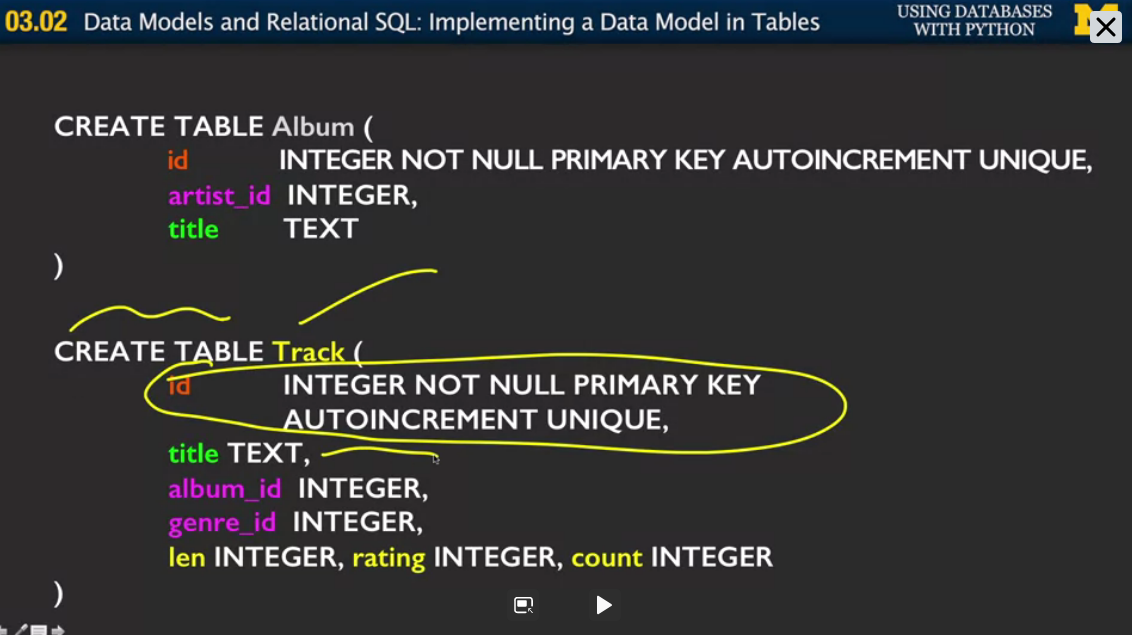 03.02 Data Models and Relational SQL: Implementing a Data Model in Tables
USING DATABASES
WITH PYTHON
M
CREATE TABLE Album (
id INTEGER NOT NULL PRIMARY KEY AUTOINCREMENT UNIQUE,
artist_id INTEGER,
title TEXT
)
CREATE TABLE Track (
id INTEGER NOT NULL PRIMARY KEY
AUTOINCREMENT UNIQUE,
title TEXT,
album_id INTEGER,
genre_id INTEGER,
len INTEGER, rating INTEGER, count INTEGER
)